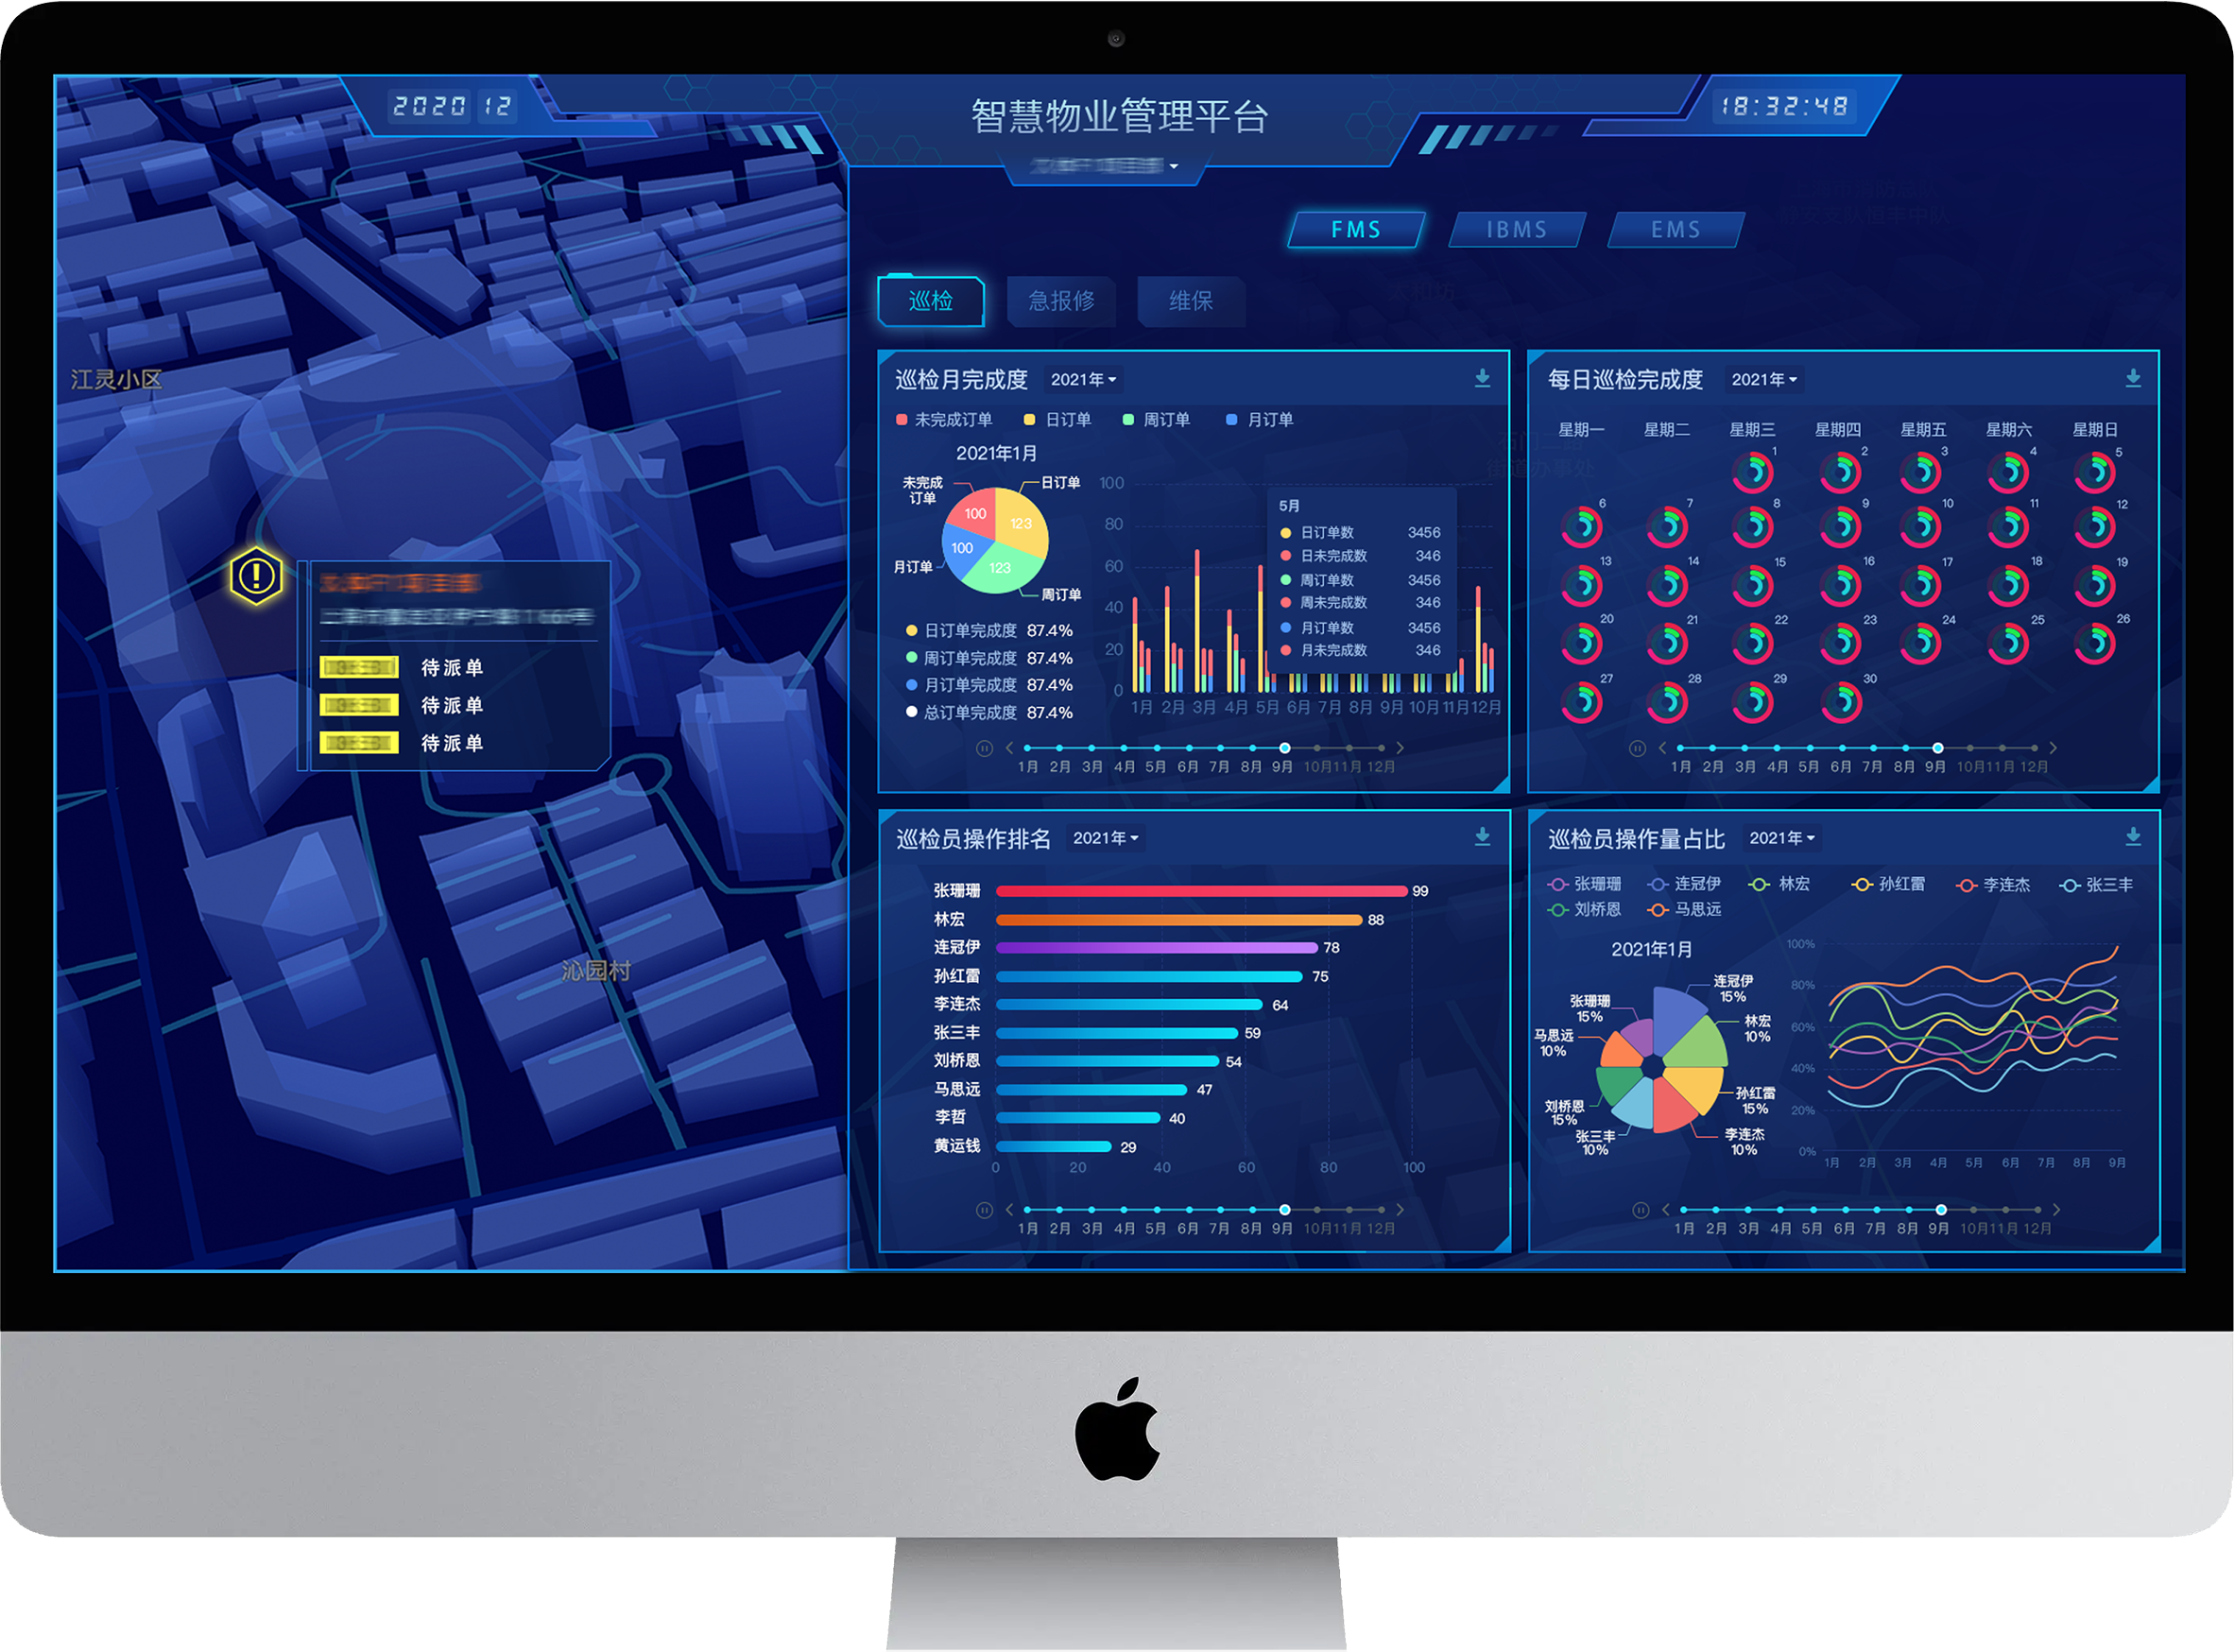 2020 12
智慧物业管理平台
18:32:48
FMS
IBMS
EMS
巡检
急报修
维保
江灵小区
沁园村
待派单
待派单
待派单
巡检月完成度 2021年
未完成订单 日订单 周订单 月订单
2021年1月
未完成
订单
日订单
月订单
周订单
100
123
100
123
日订单完成度 87.4%
周订单完成度 87.4%
月订单完成度 87.4%
总订单完成度 87.4%
100
80
60
40
20
0
5月
日订单数 3456
日未完成数 346
周订单数 3456
周未完成数 346
月订单数 3456
月未完成数 346
1月 2月 3月 4月 5月 6月 7月 8月 9月 10月 11月 12月
1月 2月 3月 4月 5月 6月 7月 8月 9月 10月 11月 12月
每日巡检完成度 2021年
星期一 星期二 星期三 星期四 星期五 星期六 星期日
1 2 3 4 5
6 7 8 9 10 11 12
13 14 15 16 17 18 19
20 21 22 23 24 25 26
27 28 29 30
1月 2月 3月 4月 5月 6月 7月 8月 9月 10月 11月 12月
巡检员操作排名 2021年
张珊珊 99
林宏 88
连冠伊 78
孙红雷 75
李连杰 64
张三丰 59
刘桥恩 54
马思远 47
李哲 40
黄运钱 29
0 20 40 60 80 100
1月 2月 3月 4月 5月 6月 7月 8月 9月 10月 11月 12月
巡检员操作量占比 2021年
张珊珊 连冠伊 林宏 孙红雷 李连杰 张三丰
刘桥恩 马思远
2021年1月
连冠伊
15%
张珊珊
15%
林宏
10%
马思远
10%
孙红雷
15%
刘桥恩
15%
李连杰
10%
张三丰
10%
100%
80%
60%
40%
20%
0%
1月 2月 3月 4月 5月 6月 7月 8月 9月
1月 2月 3月 4月 5月 6月 7月 8月 9月 10月 11月 12月